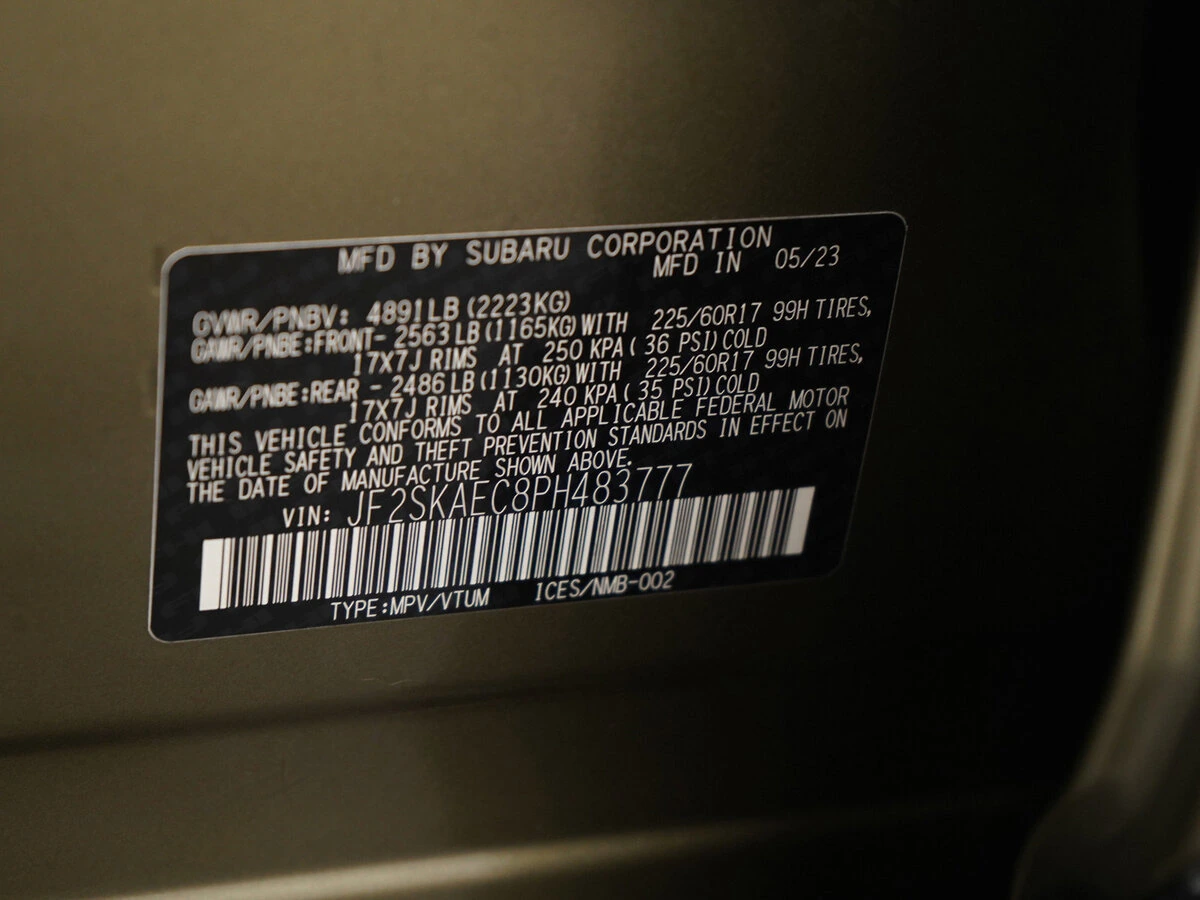 MFD BY SUBARU CORPORATION
MFD IN 05/23
GVWR/PNBV: 4891LB (2223KG)
GAWR/PNBE:FRONT- 2563LB(1165KG)WITH 225/60R17 99H TIRES,
17X7J RIMS AT 250 KPA( 36 PSI)COLD
GAWR/PNBE:REAR - 2486LB(1130KG)WITH 225/60R17 99H TIRES,
17X7J RIMS AT 240 KPA( 35 PSI)COLD
THIS VEHICLE CONFORMS TO ALL APPLICABLE FEDERAL MOTOR
VEHICLE SAFETY AND THEFT PREVENTION STANDARDS IN EFFECT ON
THE DATE OF MANUFACTURE SHOWN ABOVE.
VIN: JF2SKAEC8PH483777
TYPE:MPV/VTUM ICES/NMB-002